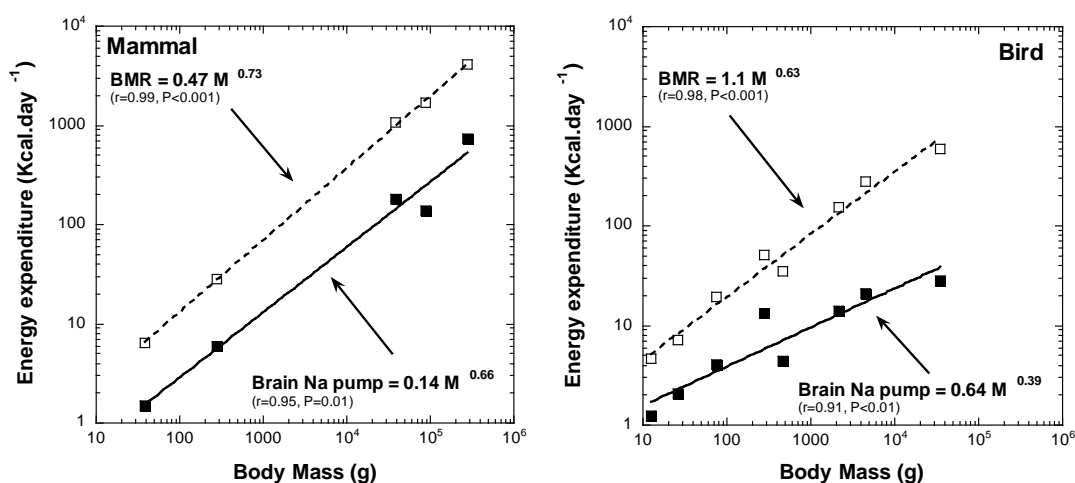 Mammal
BMR = 0.47 M 0.73
(r=0.99, P<0.001)
Brain Na pump = 0.14 M 0.66
(r=0.95, P=0.01)
Energy expenditure (Kcal.day -1)
10 4
1000
100
10
1
10
100
1000
10 4
10 5
10 6
Body Mass (g)
Bird
BMR = 1.1 M 0.63
(r=0.98, P<0.001)
Brain Na pump = 0.64 M 0.39
(r=0.91, P<0.01)
Energy expenditure (Kcal.day -1)
10 4
1000
100
10
1
10
100
1000
10 4
10 5
10 6
Body Mass (g)